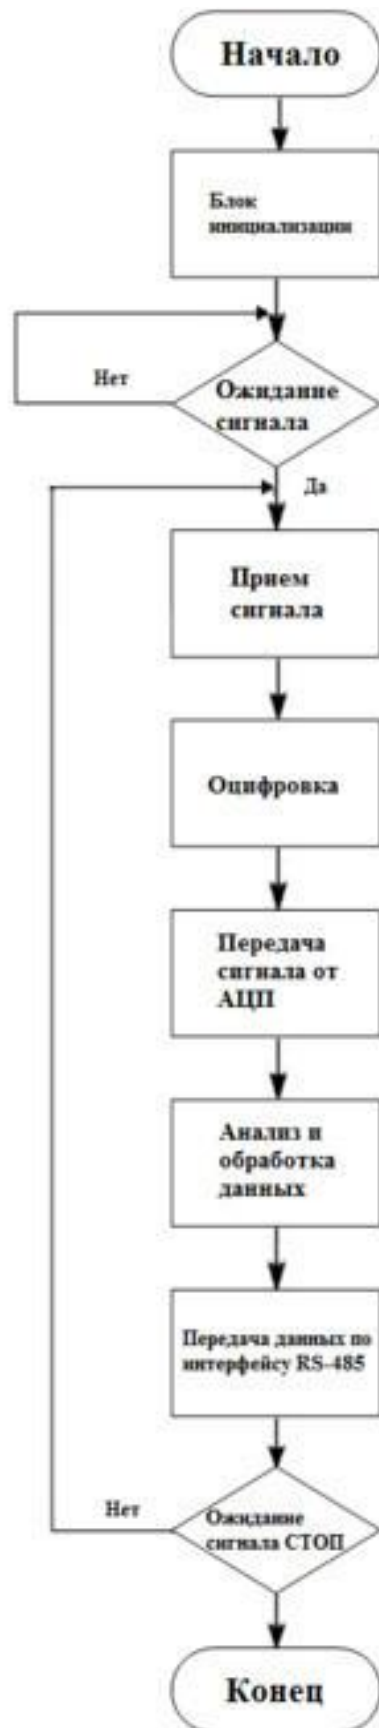 Начало
Блок
инициализации
Нет
Ожидание
сигнала
Да
Прием
сигнала
Оцифровка
Передача
сигнала от
АЦП
Анализ и
обработка
данных
Передача данных по
интерфейсу RS-485
Нет
Ожидание
сигнала СТОП
Конец